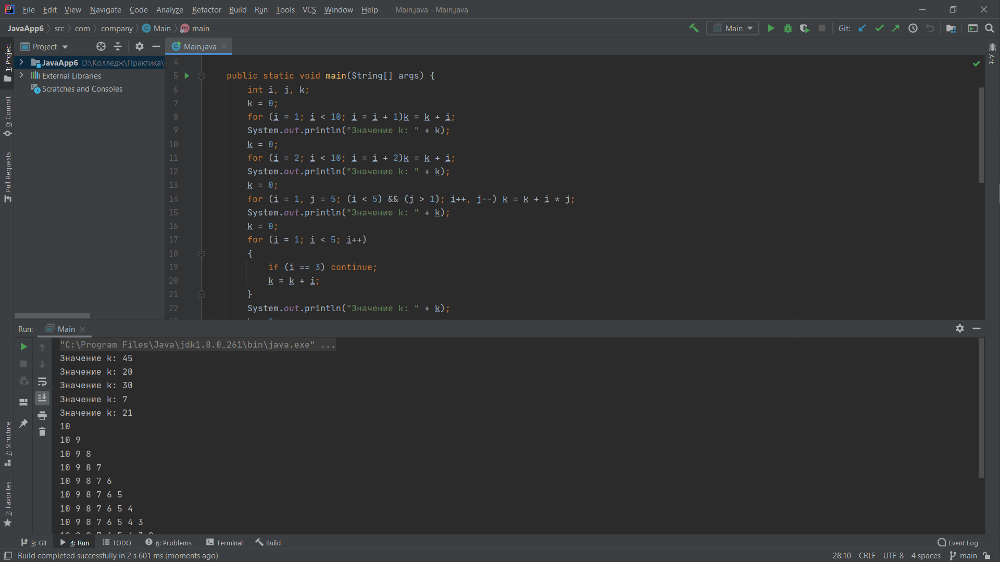 File Edit View Navigate Code Analyze Refactor Build Run Tools VCS Window Help Main.java - Main.java
JavaApp6 src com company Main main
Main Git:
1: Project
Project
Main.java
JavaApp6 D:\Колледж\Практика\
External Libraries
Scratches and Consoles
0: Commit
Pull Requests
Ant
4
5 public static void main(String[] args) {
6 int i, j, k;
7 k = 0;
8 for (i = 1; i < 10; i = i + 1)k = k + i;
9 System.out.println("Значение k: " + k);
10 k = 0;
11 for (i = 2; i < 10; i = i + 2)k = k + i;
12 System.out.println("Значение k: " + k);
13 k = 0;
14 for (i = 1, j = 5; (i < 5) && (j > 1); i++, j--) k = k + i * j;
15 System.out.println("Значение k: " + k);
16 k = 0;
17 for (i = 1; i < 5; i++)
18 {
19 if (i == 3) continue;
20 k = k + i;
21 }
22 System.out.println("Значение k: " + k);
Run: Main
"C:\Program Files\Java\jdk1.8.0_261\bin\java.exe" ...
Значение k: 45
Значение k: 20
Значение k: 30
Значение k: 7
Значение k: 21
10
10 9
10 9 8
10 9 8 7
10 9 8 7 6
10 9 8 7 6 5
10 9 8 7 6 5 4
10 9 8 7 6 5 4 3
7: Structure
2: Favorites
9: Git 4: Run TODO 6: Problems Terminal Build Event Log
Build completed successfully in 2 s 601 ms (moments ago) 28:10 CRLF UTF-8 4 spaces main